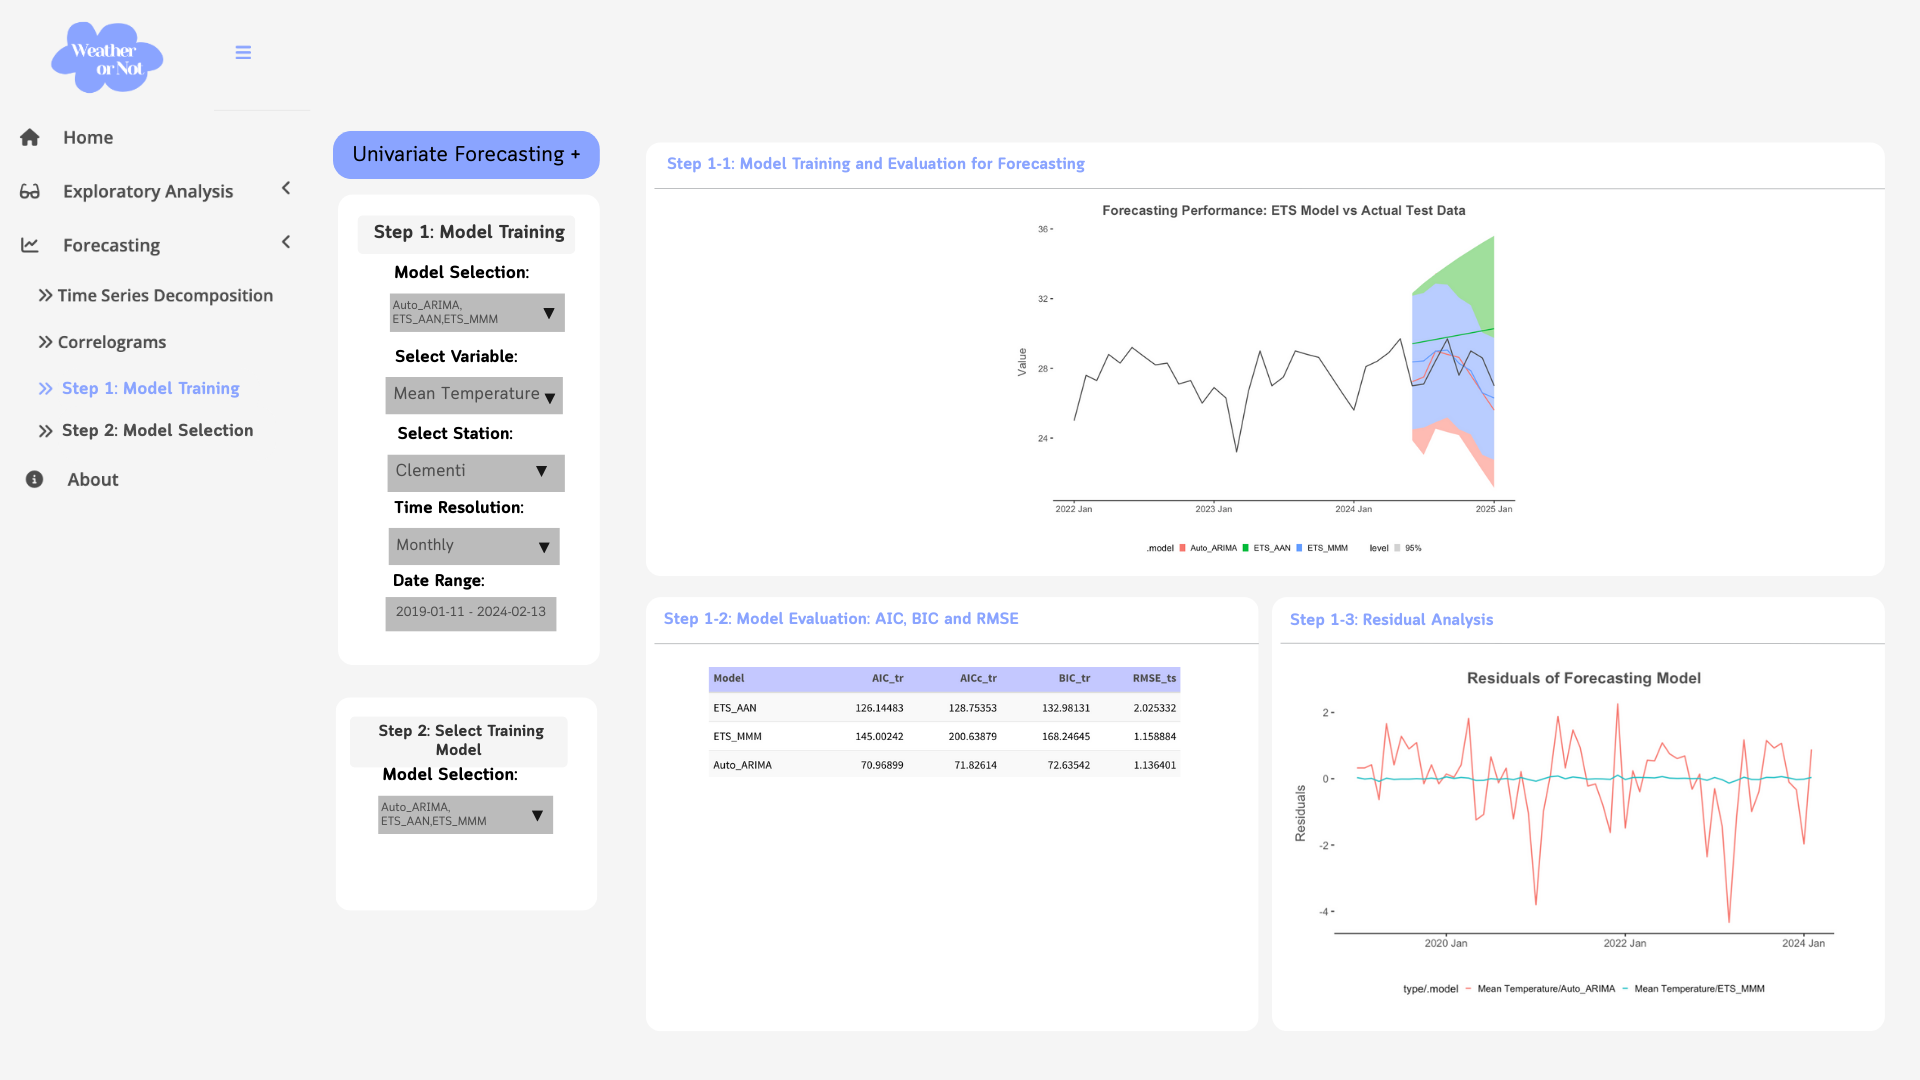 Weather
or Not
Home
Exploratory Analysis
Forecasting
Time Series Decomposition
Correlograms
Step 1: Model Training
Step 2: Model Selection
About
Univariate Forecasting +
Step 1: Model Training
Model Selection:
Auto_ARIMA,
ETS_AAN,ETS_MMM
Select Variable:
Mean Temperature
Select Station:
Clementi
Time Resolution:
Monthly
Date Range:
2019-01-11 - 2024-02-13
Step 2: Select Training
Model
Model Selection:
Auto_ARIMA,
ETS_AAN,ETS_MMM
Step 1-1: Model Training and Evaluation for Forecasting
Forecasting Performance: ETS Model vs Actual Test Data
Value
36
32
28
24
2022 Jan 2023 Jan 2024 Jan 2025 Jan
.model Auto_ARIMA ETS_AAN ETS_MMM level 95%
Step 1-2: Model Evaluation: AIC, BIC and RMSE
Model AIC_tr AICc_tr BIC_tr RMSE_ts
ETS_AAN 126.14483 128.75353 132.98131 2.025332
ETS_MMM 145.00242 200.63879 168.24645 1.158884
Auto_ARIMA 70.96899 71.82614 72.63542 1.136401
Step 1-3: Residual Analysis
Residuals of Forecasting Model
Residuals
2
0
-2
-4
2020 Jan 2022 Jan 2024 Jan
type/.model Mean Temperature/Auto_ARIMA Mean Temperature/ETS_MMM